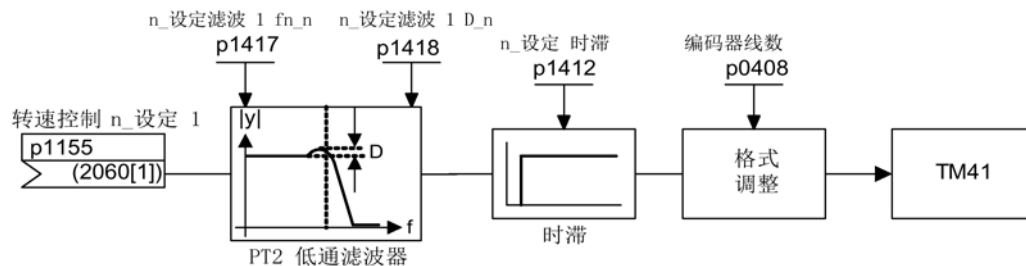 n_设定滤波 1 fn_n
n_设定滤波 1 D_n
p1417
p1418
n_设定 时滞
p1412
编码器线数
p0408
转速控制 n_设定 1
p1155
(2060[1])
|y|
D
f
PT2 低通滤波器
时滞
格式
调整
TM41